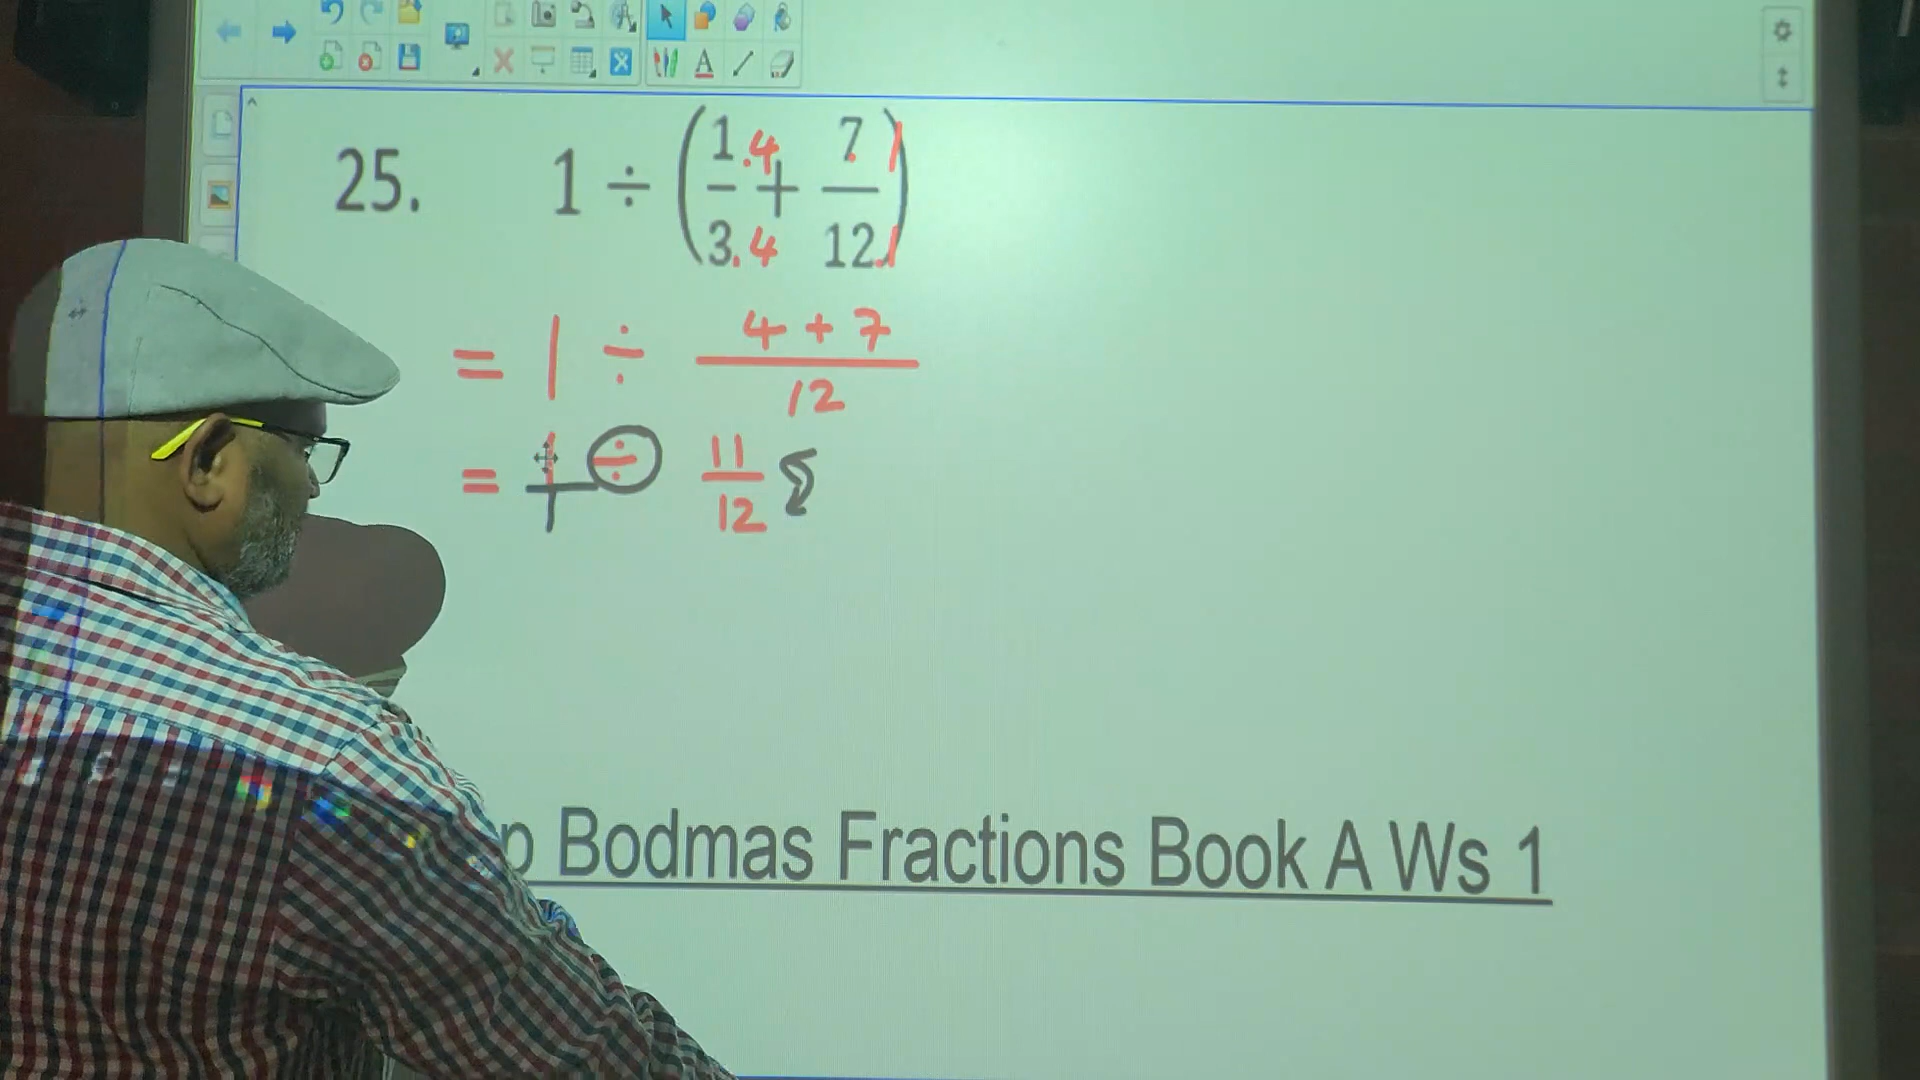 25. 1 ÷ (1/3 .4/.4 + 7/12 .1/.1)
= 1 ÷ 4 + 7 / 12
= 1/1 ÷ 11/12
p Bodmas Fractions Book A Ws 1